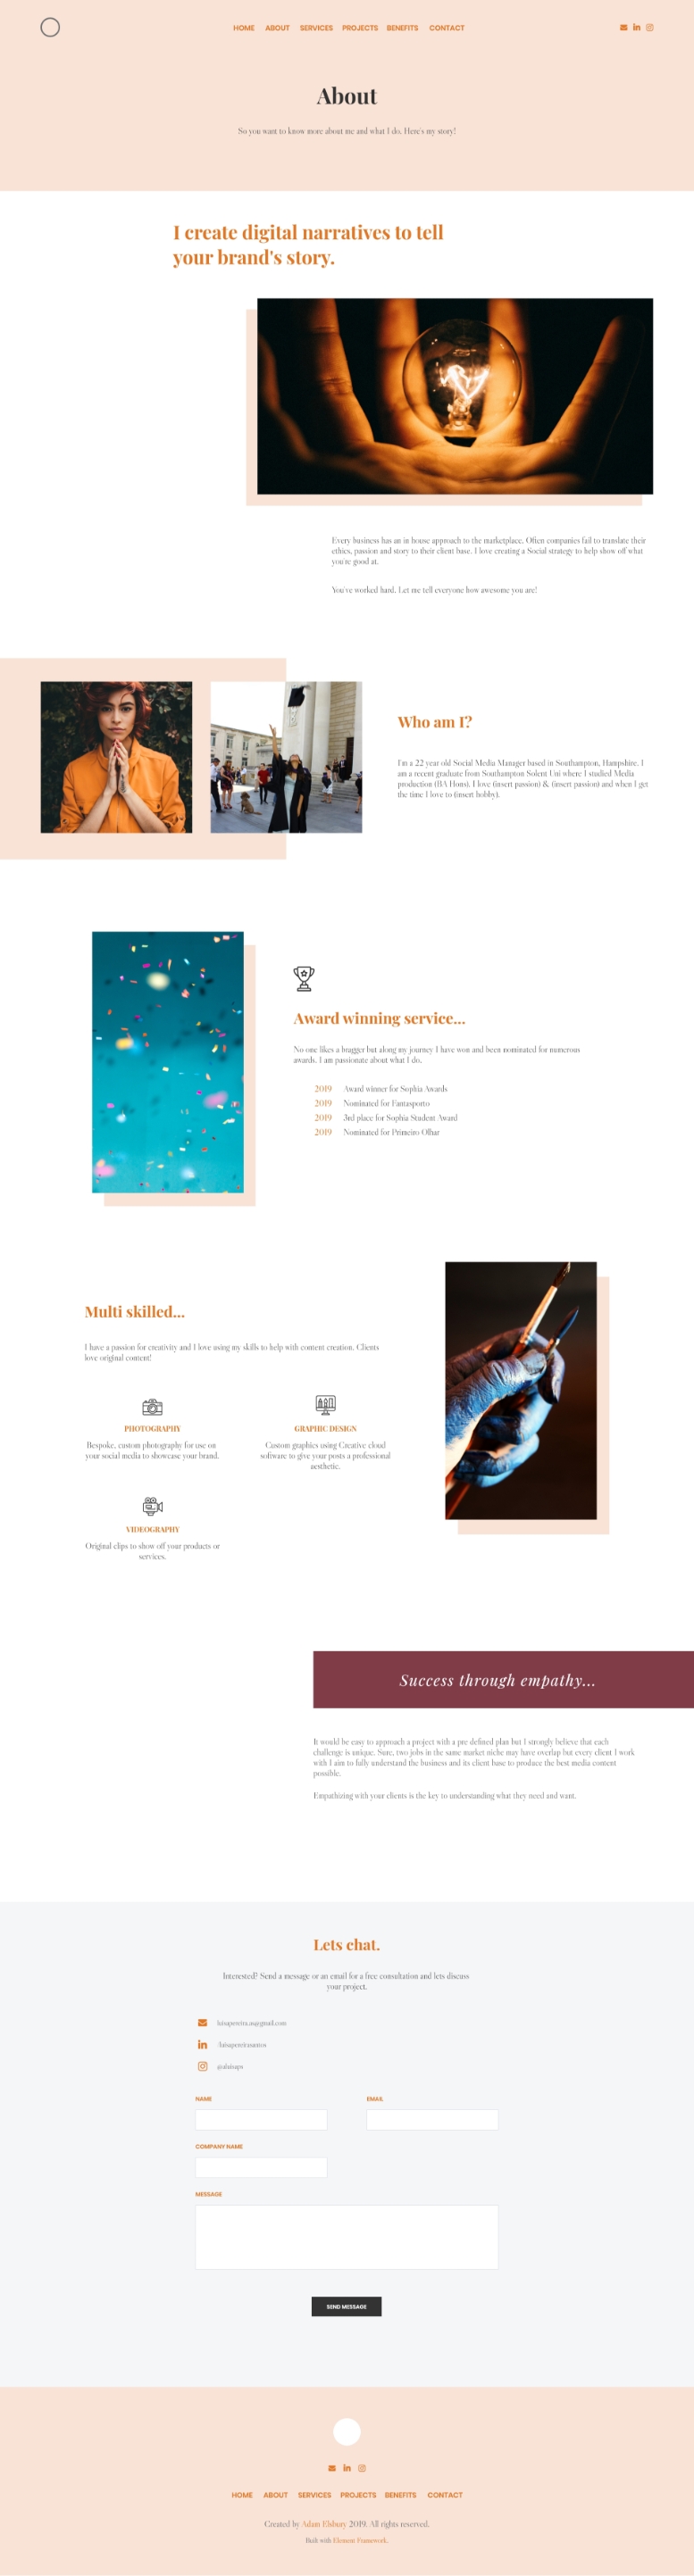 HOME ABOUT SERVICES PROJECTS BENEFITS CONTACT
About
So you want to know more about me and what I do. Here's my story!
I create digital narratives to tell
your brand's story.
Every business has an in house approach to the marketplace. Often companies fail to translate their
ethics, passion and story to their client base. I love creating a Social strategy to help show off what
you're good at.
You've worked hard. Let me tell everyone how awesome you are!
Who am I?
I'm a 22 year old Social Media Manager based in Southampton, Hampshire. I
am a recent graduate from Southampton Solent Uni where I studied Media
production (BA Hons). I love (insert passion) & (insert passion) and when I get
the time I love to (insert hobby).
Award winning service...
No one likes a bragger but along my journey I have won and been nominated for numerous
awards. I am passionate about what I do.
2019 Award winner for Sophia Awards
2019 Nominated for Fantasporto
2019 3rd place for Sophia Student Award
2019 Nominated for Primeiro Olhar
Multi skilled...
I have a passion for creativity and I love using my skills to help with content creation. Clients
love original content!
PHOTOGRAPHY
Bespoke, custom photography for use on
your social media to showcase your brand.
GRAPHIC DESIGN
Custom graphics using Creative cloud
software to give your posts a professional
aesthetic.
VIDEOGRAPHY
Original clips to show off your products or
services.
Success through empathy...
It would be easy to approach a project with a pre defined plan but I strongly believe that each
challenge is unique. Sure, two jobs in the same market niche may have overlap but every client I work
with I aim to fully understand the business and its client base to produce the best media content
possible.
Empathizing with your clients is the key to understanding what they need and want.
Lets chat.
Interested? Send a message or an email for a free consultation and lets discuss
your project.
/luisapereirasantos
NAME
EMAIL
COMPANY NAME
MESSAGE
SEND MESSAGE
HOME ABOUT SERVICES PROJECTS BENEFITS CONTACT
Created by Adam Elsbury 2019. All rights reserved.
Built with Element Framework.